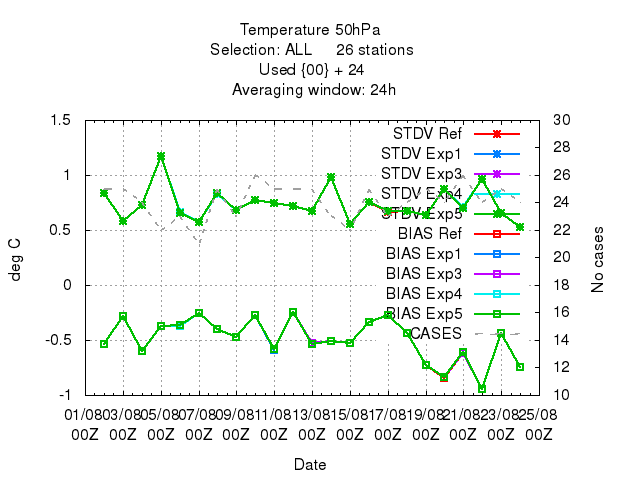 Temperature 50hPa
Selection: ALL 26 stations
Used {00} + 24
Averaging window: 24h
1.5
1
0.5
0
-0.5
-1
deg C
30
28
26
24
22
20
18
16
14
12
10
No cases
STDV Ref
STDV Exp1
STDV Exp3
STDV Exp4
STDV Exp5
BIAS Ref
BIAS Exp1
BIAS Exp3
BIAS Exp4
BIAS Exp5
CASES
01/08 03/08 05/08 07/08 09/08 11/08 13/08 15/08 17/08 19/08 21/08 23/08 25/08
00Z 00Z 00Z 00Z 00Z 00Z 00Z 00Z 00Z 00Z 00Z 00Z 00Z
Date